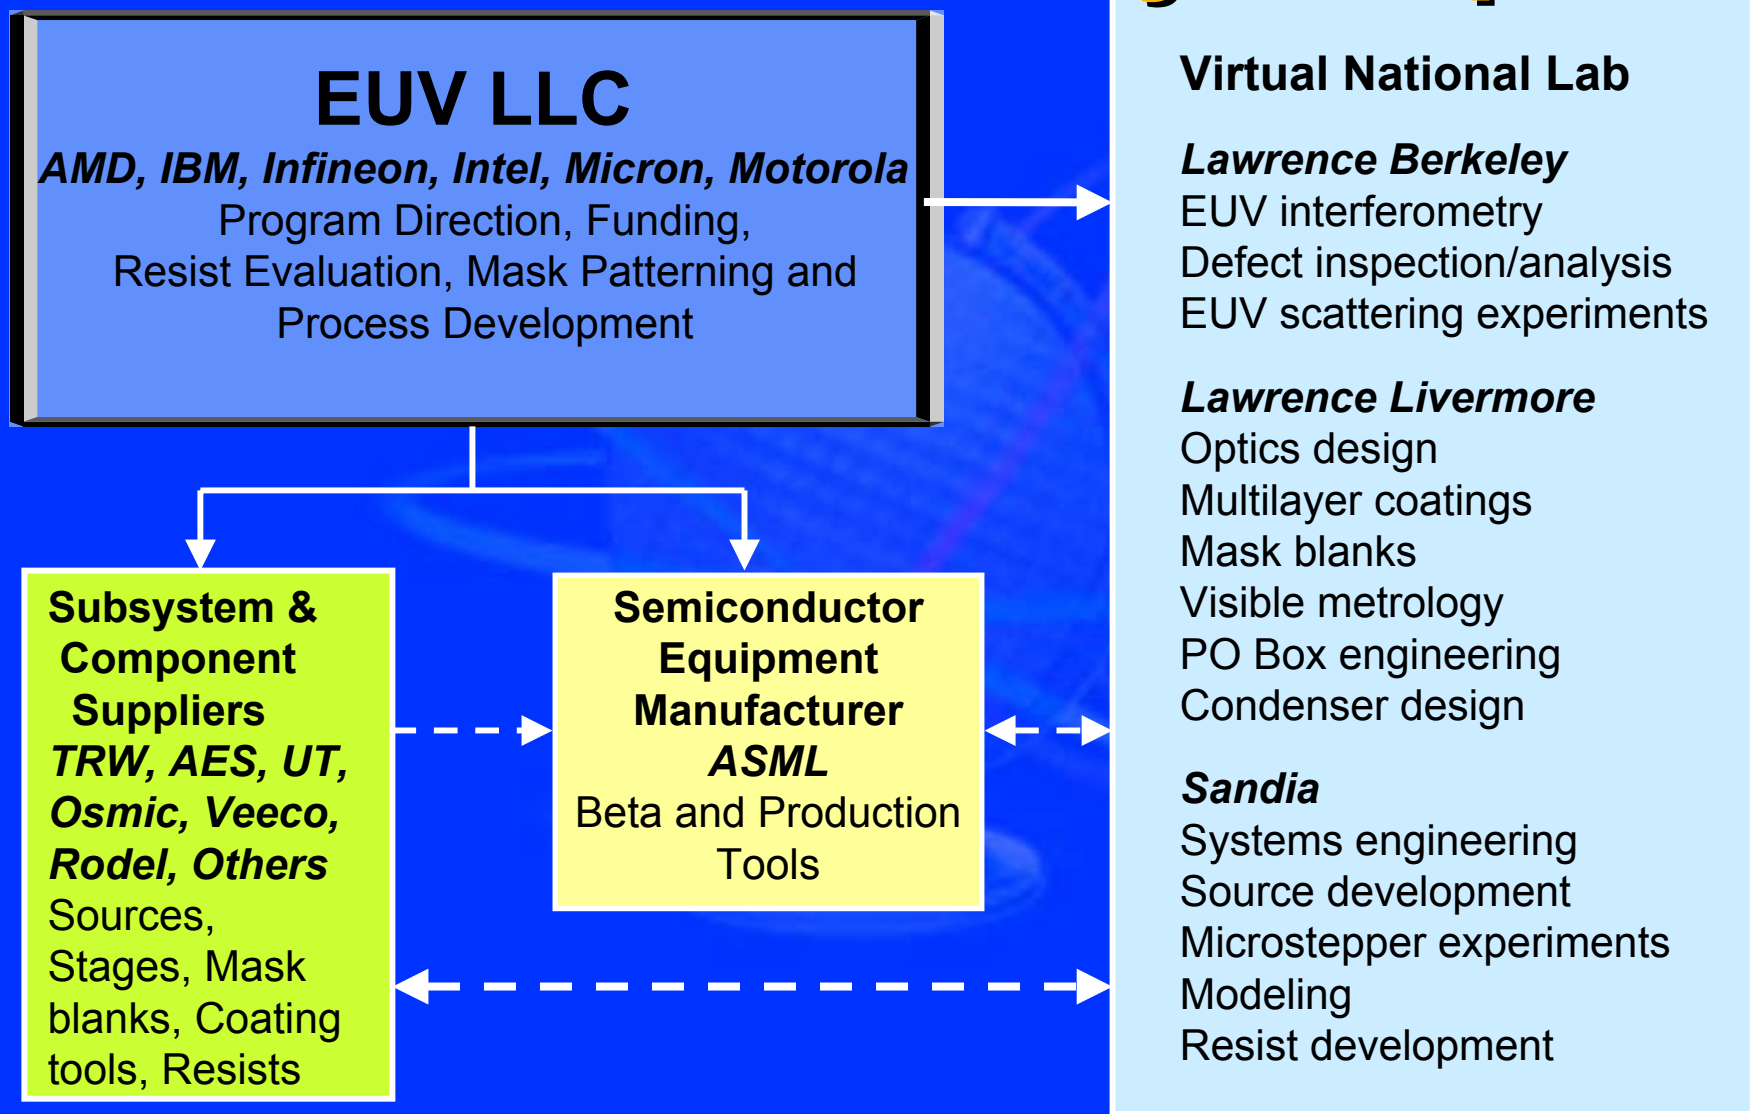 EUV LLC
AMD, IBM, Infineon, Intel, Micron, Motorola
Program Direction, Funding,
Resist Evaluation, Mask Patterning and
Process Development
Subsystem &
Component
Suppliers
TRW, AES, UT,
Osmic, Veeco,
Rodel, Others
Sources,
Stages, Mask
blanks, Coating
tools, Resists
Semiconductor
Equipment
Manufacturer
ASML
Beta and Production
Tools
Virtual National Lab
Lawrence Berkeley
EUV interferometry
Defect inspection/analysis
EUV scattering experiments
Lawrence Livermore
Optics design
Multilayer coatings
Mask blanks
Visible metrology
PO Box engineering
Condenser design
Sandia
Systems engineering
Source development
Microstepper experiments
Modeling
Resist development